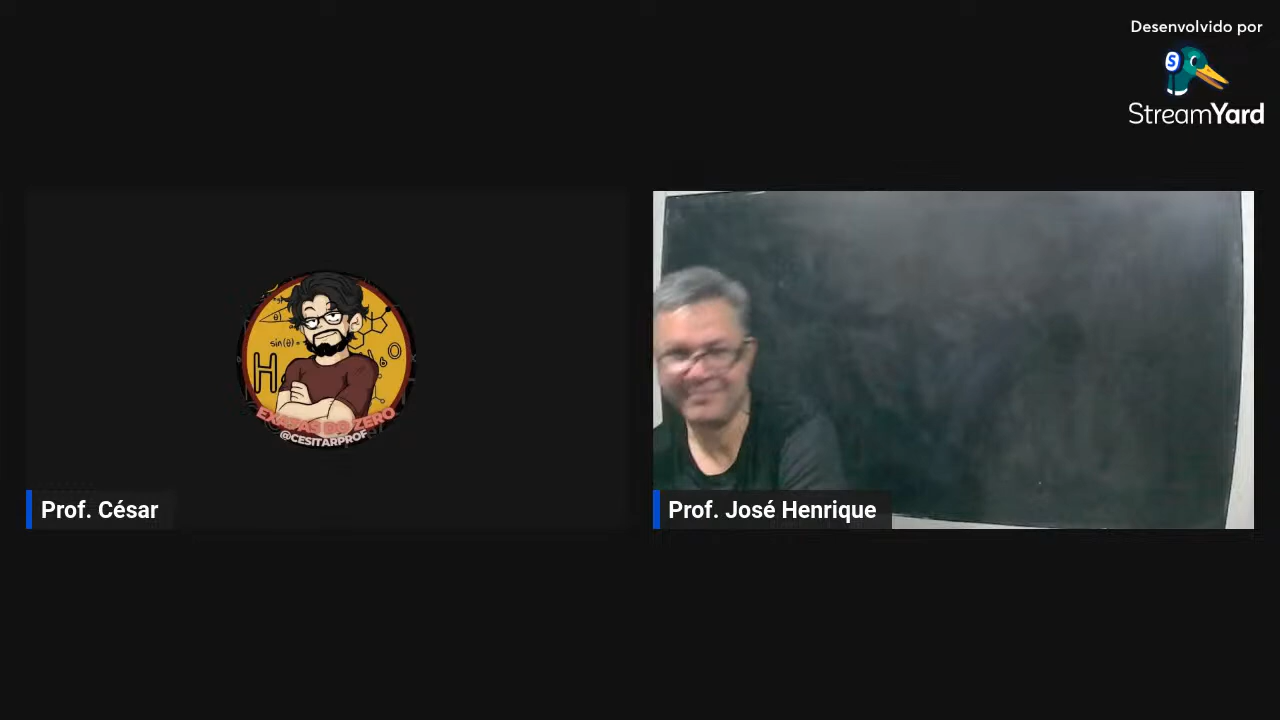 Desenvolvido por
S
StreamYard
sin(θ)=
H
O
EXATAS DO ZERO
@CESITARPROF
Prof. César
Prof. José Henrique